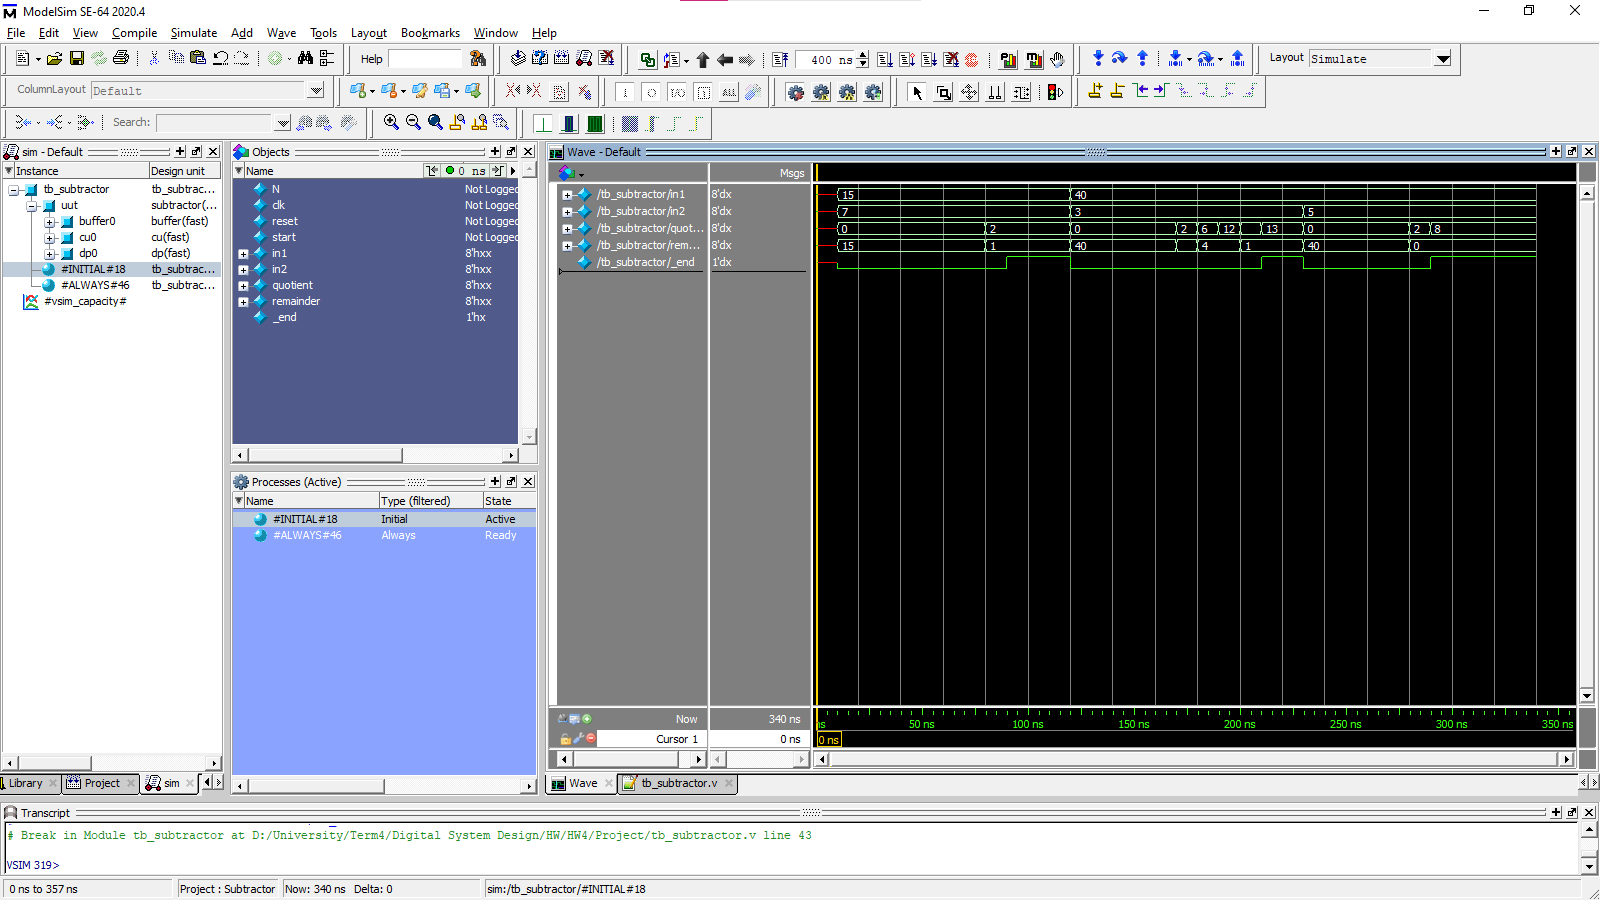 ModelSim SE-64 2020.4
File Edit View Compile Simulate Add Wave Tools Layout Bookmarks Window Help
Help 400 ns Layout Simulate
ColumnLayout Default ALL
Search:
sim - Default
Instance Design unit
tb_subtractor tb_subtrac...
uut subtractor(...
buffer0 buffer(fast)
cu0 cu(fast)
dp0 dp(fast)
#INITIAL#18 tb_subtrac...
#ALWAYS#46 tb_subtrac...
#vsim_capacity#
Library Project sim
Objects
Name 0 ns
N Not Logged
clk Not Logged
reset Not Logged
start Not Logged
in1 8'hxx
in2 8'hxx
quotient 8'hxx
remainder 8'hxx
_end 1'hx
Processes (Active)
Name Type (filtered) State
#INITIAL#18 Initial Active
#ALWAYS#46 Always Ready
Wave - Default
Msgs
/tb_subtractor/in1 8'dx 15 40
/tb_subtractor/in2 8'dx 7 3 5
/tb_subtractor/quot... 8'dx 0 2 0 2 6 12 13 0 2 8
/tb_subtractor/rem... 8'dx 15 1 40 4 1 40 0
/tb_subtractor/_end 1'dx
Now 340 ns ns 50 ns 100 ns 150 ns 200 ns 250 ns 300 ns 350 ns
Cursor 1 0 ns 0 ns
Wave tb_subtractor.v
Transcript
# Break in Module tb_subtractor at D:/University/Term4/Digital System Design/HW/HW4/Project/tb_subtractor.v line 43
VSIM 319>
0 ns to 357 ns Project : Subtractor Now: 340 ns Delta: 0 sim:/tb_subtractor/#INITIAL#18